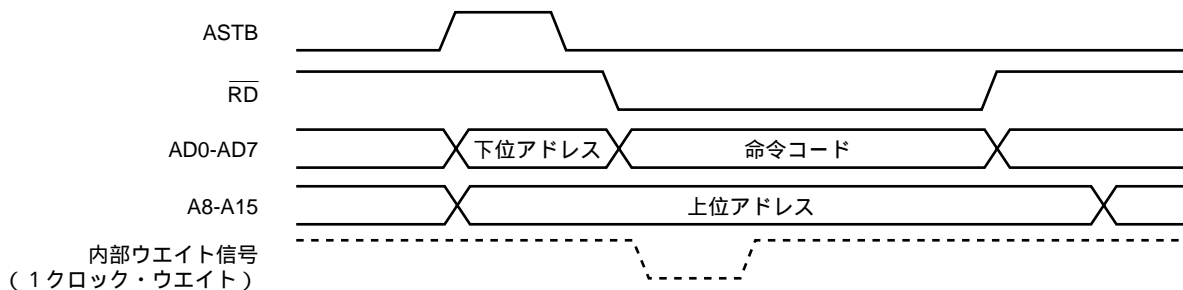 ASTB
RD
AD0-AD7
下位アドレス
命令コード
A8-A15
上位アドレス
内部ウエイト信号
(1クロック・ウエイト)